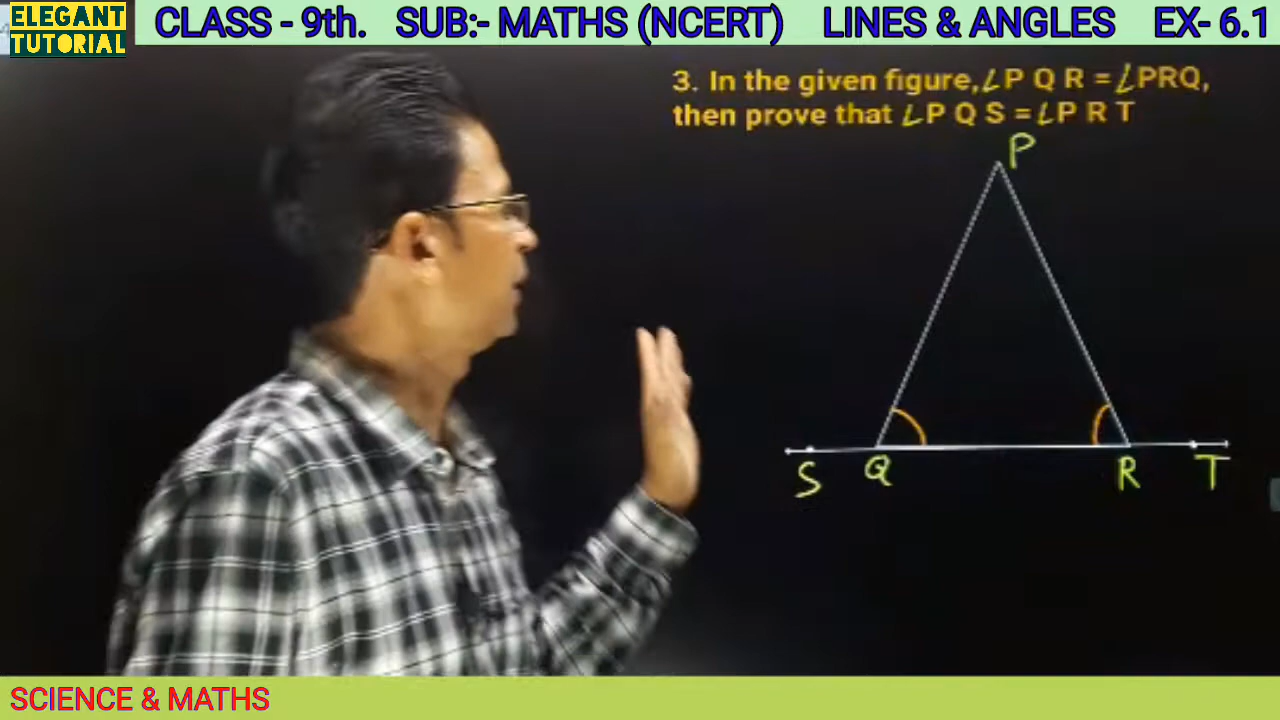 ELEGANT
TUTORIAL
CLASS - 9th. SUB:- MATHS (NCERT) LINES & ANGLES EX- 6.1
3. In the given figure,∠P Q R =∠PRQ,
then prove that ∠P Q S =∠P R T
P
S Q R T
SCIENCE & MATHS